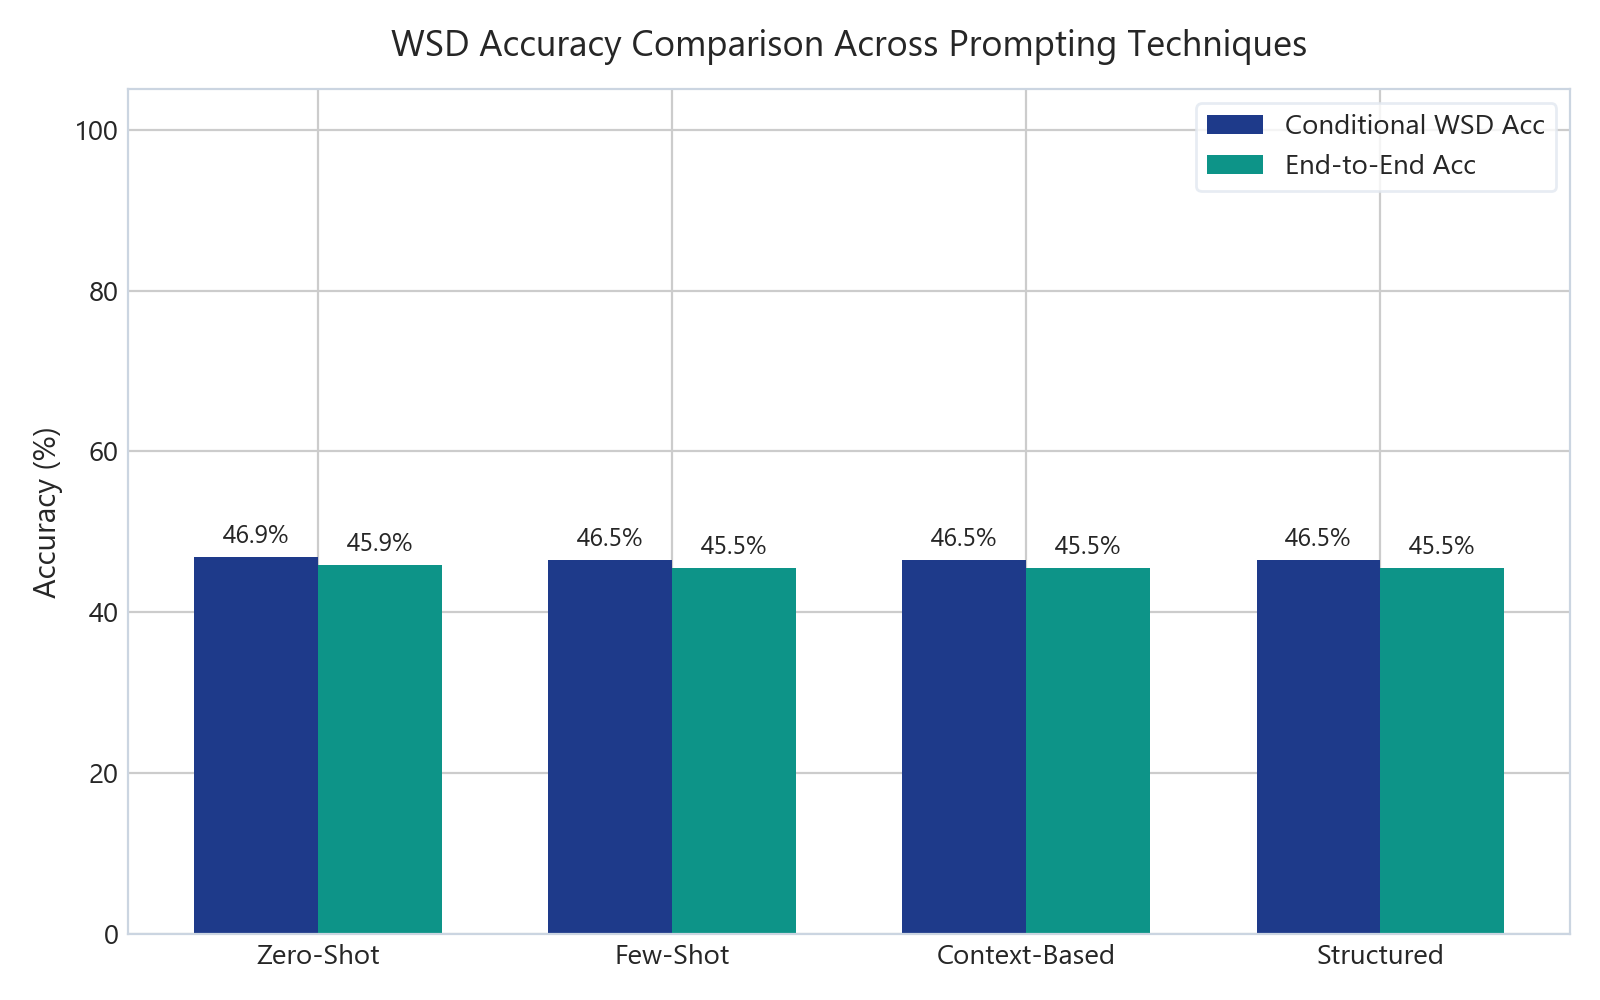 WSD Accuracy Comparison Across Prompting Techniques
Conditional WSD Acc
End-to-End Acc
Accuracy (%)
100
80
60
40
20
0
46.9%
45.9%
46.5%
45.5%
46.5%
45.5%
46.5%
45.5%
Zero-Shot
Few-Shot
Context-Based
Structured